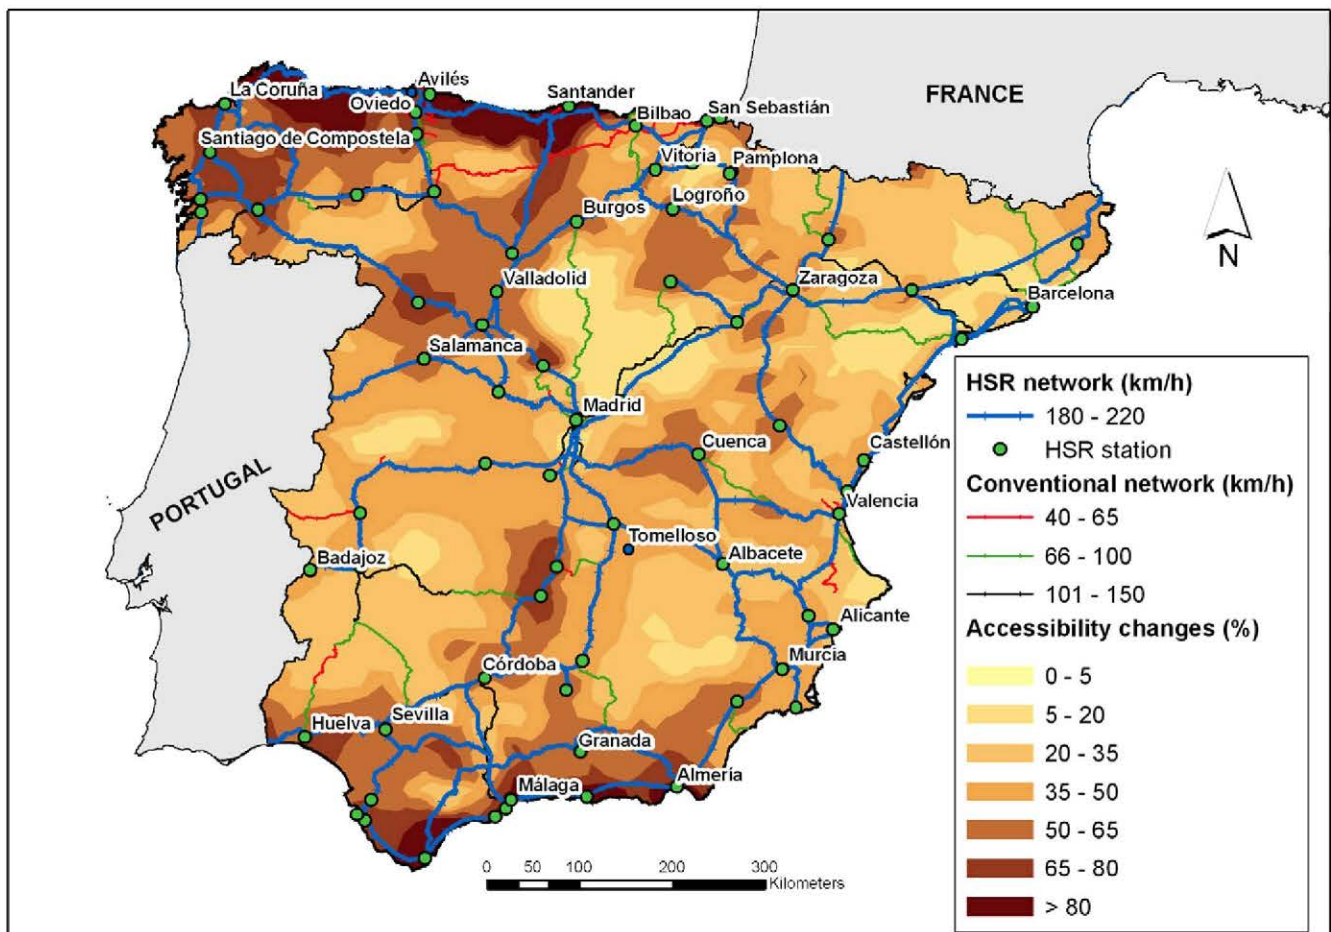 FRANCE
La Coruña
Avilés
Oviedo
Santander
Bilbao
San Sebastián
Santiago de Compostela
Vitoria
Pamplona
Logroño
Burgos
Valladolid
Zaragoza
Barcelona
Salamanca
Madrid
Cuenca
Castellón
PORTUGAL
Valencia
Tomelloso
Badajoz
Albacete
Alicante
Murcia
Córdoba
Huelva
Sevilla
Granada
Málaga
Almería
N
0 50 100 200 300
Kilometers
HSR network (km/h)
180 - 220
HSR station
Conventional network (km/h)
40 - 65
66 - 100
101 - 150
Accessibility changes (%)
0 - 5
5 - 20
20 - 35
35 - 50
50 - 65
65 - 80
> 80